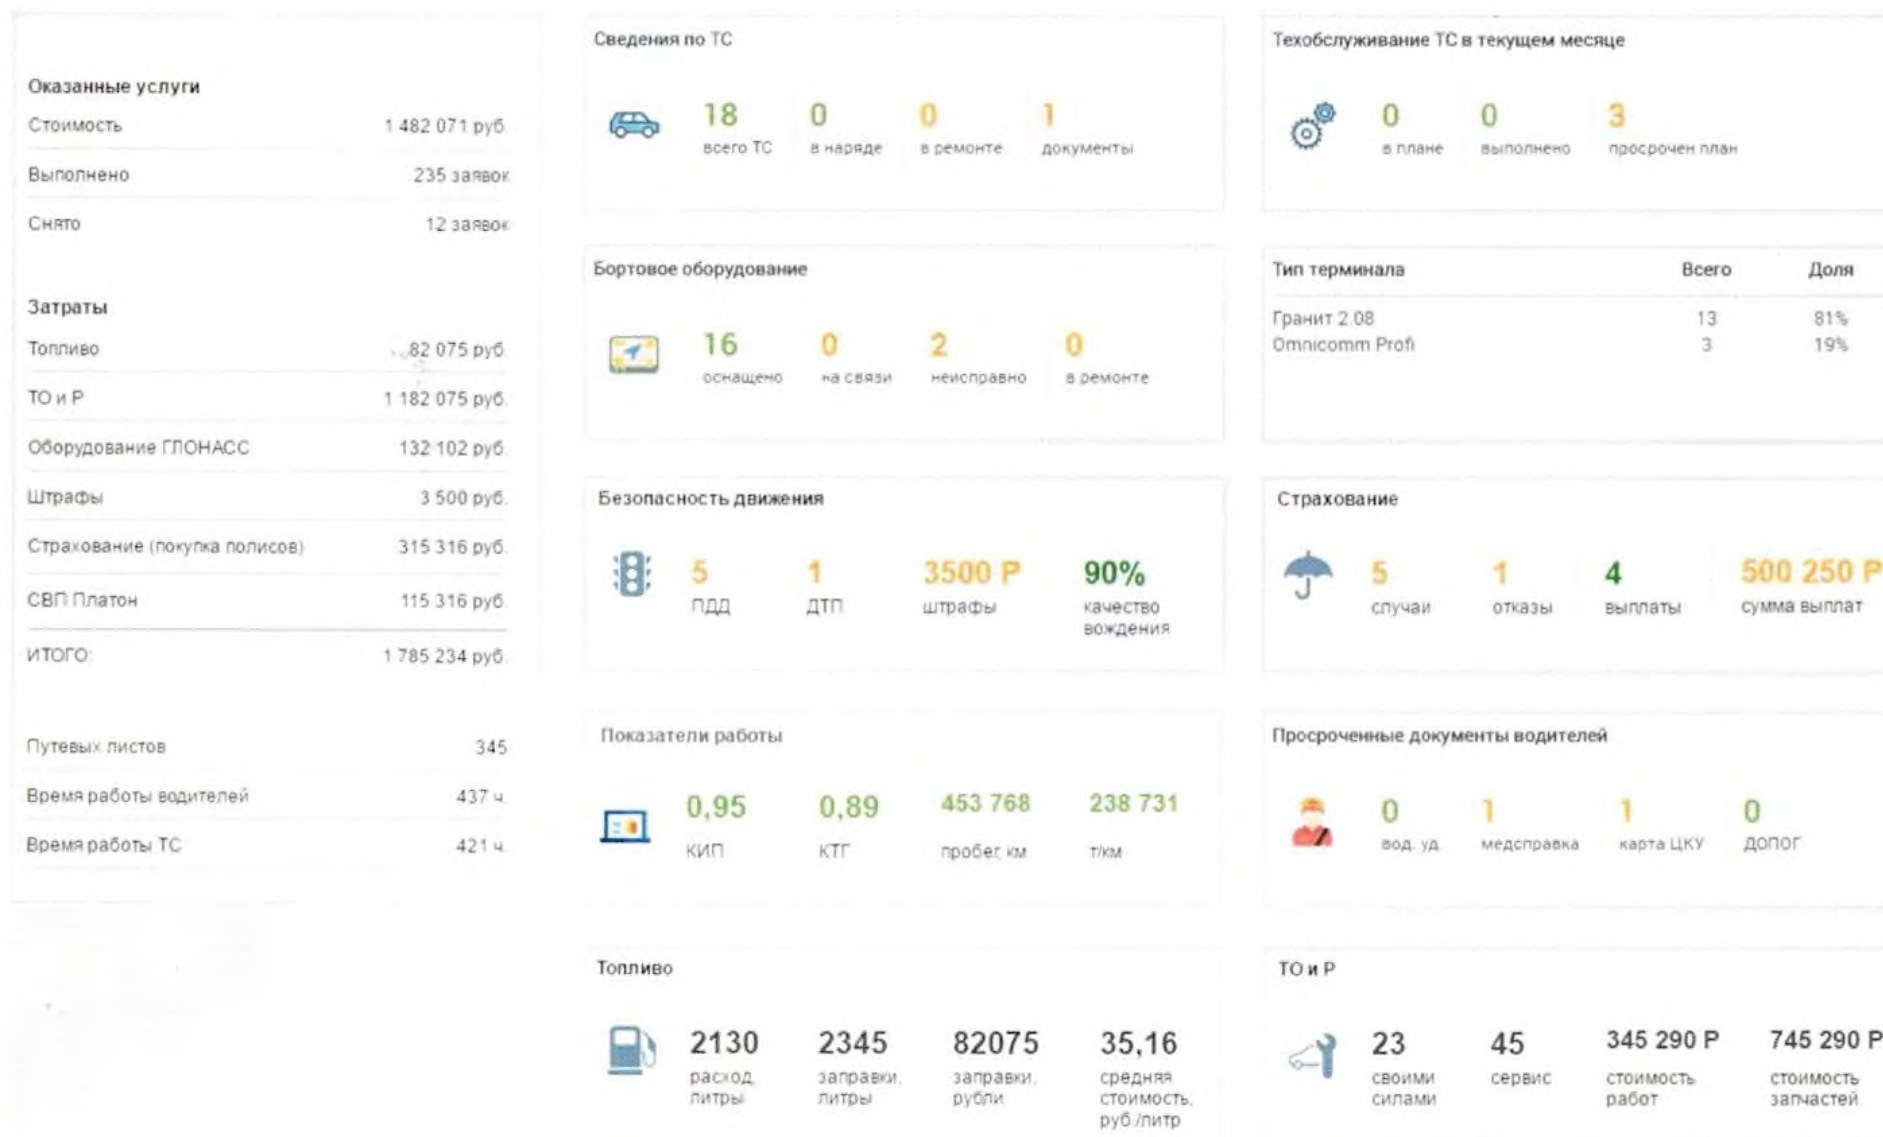 Оказанные услуги
Стоимость 1 482 071 руб.
Выполнено 235 заявок
Снято 12 заявок
Затраты
Топливо 82 075 руб.
ТО и Р 1 182 075 руб.
Оборудование ГЛОНАСС 132 102 руб.
Штрафы 3 500 руб.
Страхование (покупка полисов) 315 316 руб.
СВП Платон 115 316 руб.
ИТОГО: 1 785 234 руб.
Путевых листов 345
Время работы водителей 437 ч.
Время работы ТС 421 ч.
Сведения по ТС
18 0 0 1
всего ТС в наряде в ремонте документы
Техобслуживание ТС в текущем месяце
0 0 3
в плане выполнено просрочен план
Бортовое оборудование
16 0 2 0
оснащено на связи неисправно в ремонте
Тип терминала Всего Доля
Гранит 2.08 13 81%
Omnicomm Profi 3 19%
Безопасность движения
5 1 3500 Р 90%
ПДД ДТП штрафы качество
вождения
Страхование
5 1 4 500 250 Р
случаи отказы выплаты сумма выплат
Показатели работы
0,95 0,89 453 768 238 731
КИП КТГ пробег, км т/км
Просроченные документы водителей
0 1 1 0
вод. уд. медсправка карта ЦКУ ДОПОГ
Топливо
2130 2345 82075 35,16
расход, заправки, заправки, средняя
литры литры рубли стоимость,
руб./литр
ТО и Р
23 45 345 290 Р 745 290 Р
своими сервис стоимость стоимость
силами работ запчастей